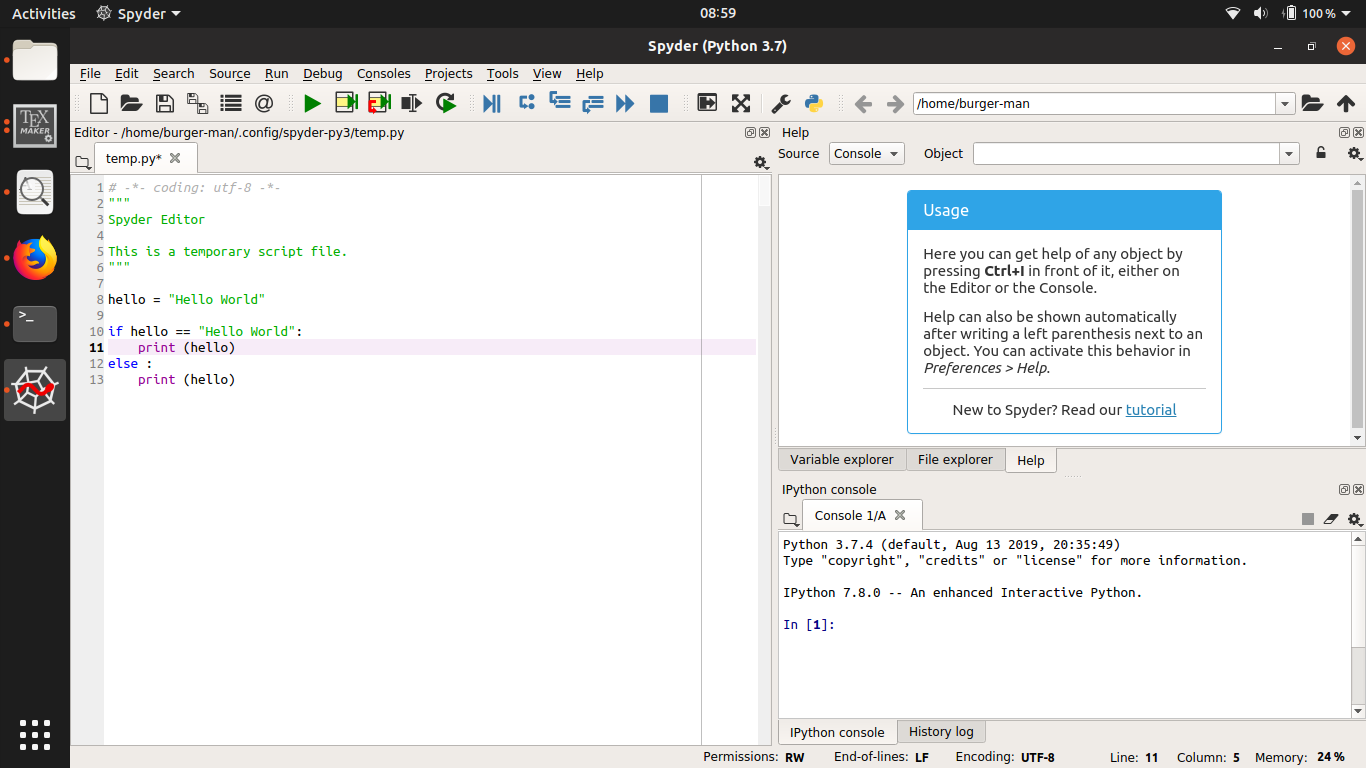 Activities Spyder 08:59 100 %
Spyder (Python 3.7)
File Edit Search Source Run Debug Consoles Projects Tools View Help
@ /home/burger-man
Editor - /home/burger-man/.config/spyder-py3/temp.py
temp.py*
1 # -*- coding: utf-8 -*-
2 """
3 Spyder Editor
4
5 This is a temporary script file.
6 """
7
8 hello = "Hello World"
9
10 if hello == "Hello World":
11     print (hello)
12 else :
13     print (hello)
Help
Source Console Object
Usage
Here you can get help of any object by
pressing Ctrl+I in front of it, either on
the Editor or the Console.
Help can also be shown automatically
after writing a left parenthesis next to an
object. You can activate this behavior in
Preferences > Help.
New to Spyder? Read our tutorial
Variable explorer File explorer Help
IPython console
Console 1/A
Python 3.7.4 (default, Aug 13 2019, 20:35:49)
Type "copyright", "credits" or "license" for more information.
IPython 7.8.0 -- An enhanced Interactive Python.
In [1]:
IPython console History log
Permissions: RW End-of-lines: LF Encoding: UTF-8 Line: 11 Column: 5 Memory: 24 %
TEX
MAKER
>_